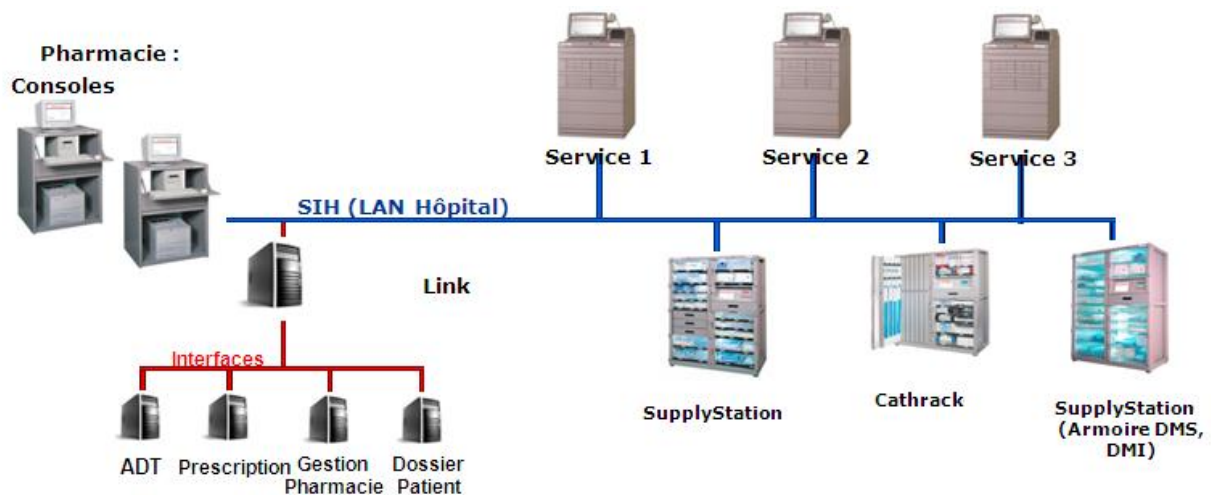 Pharmacie :
Consoles
Service 1
Service 2
Service 3
SIH (LAN Hôpital)
Link
Interfaces
ADT
Prescription
Gestion
Pharmacie
Dossier
Patient
SupplyStation
Cathrack
SupplyStation
(Armoire DMS,
DMI)